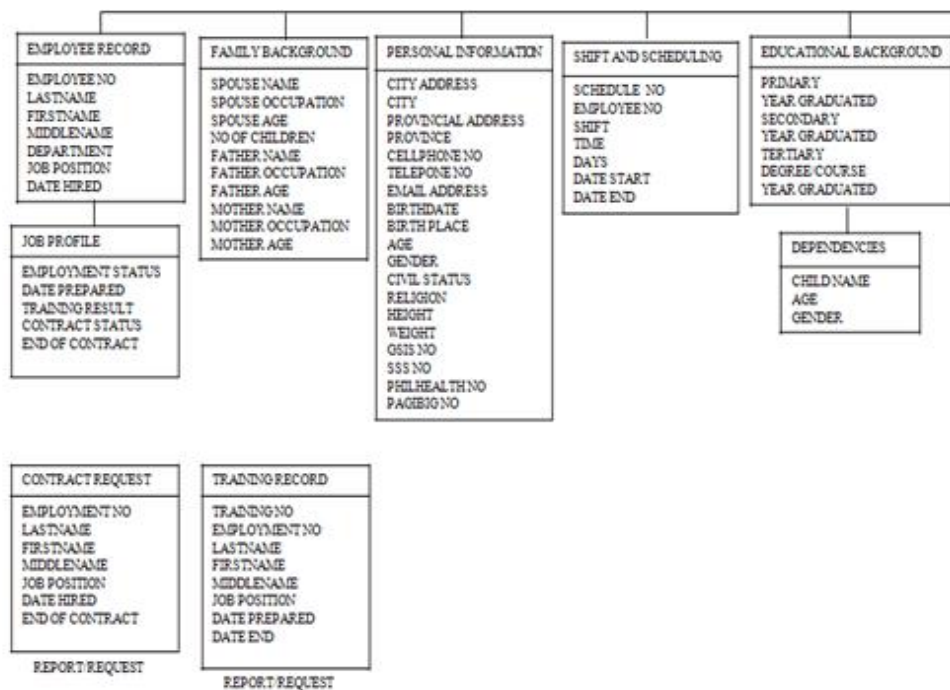 EMPLOYEE RECORD
EMPLOYEE NO
LASTNAME
FIRSTNAME
MIDDLENAME
DEPARTMENT
JOB POSITION
DATE HIRED
JOB PROFILE
EMPLOYMENT STATUS
DATE PREPARED
TRAINING RESULT
CONTRACT STATUS
END OF CONTRACT
FAMILY BACKGROUND
SPOUSE NAME
SPOUSE OCCUPATION
SPOUSE AGE
NO OF CHILDREN
FATHER NAME
FATHER OCCUPATION
FATHER AGE
MOTHER NAME
MOTHER OCCUPATION
MOTHER AGE
PERSONAL INFORMATION
CITY ADDRESS
CITY
PROVINCIAL ADDRESS
PROVINCE
CELLPHONE NO
TELEPONE NO
EMAIL ADDRESS
BIRTHDATE
BIRTH PLACE
AGE
GENDER
CIVIL STATUS
RELIGION
HEIGHT
WEIGHT
GSIS NO
SSS NO
PHILHEALTH NO
PAGIBIG NO
SHIFT AND SCHEDULING
SCHEDULE NO
EMPLOYEE NO
SHIFT
TIME
DAYS
DATE START
DATE END
EDUCATIONAL BACKGROUND
PRIMARY
YEAR GRADUATED
SECONDARY
YEAR GRADUATED
TERTIARY
DEGREE/COURSE
YEAR GRADUATED
DEPENDENCIES
CHILD NAME
AGE
GENDER
CONTRACT REQUEST
EMPLOYMENT NO
LASTNAME
FIRSTNAME
MIDDLENAME
JOB POSITION
DATE HIRED
END OF CONTRACT
REPORT/REQUEST
TRAINING RECORD
TRAINING NO
EMPLOYMENT NO
LASTNAME
FIRSTNAME
MIDDLENAME
JOB POSITION
DATE PREPARED
DATE END
REPORT/REQUEST